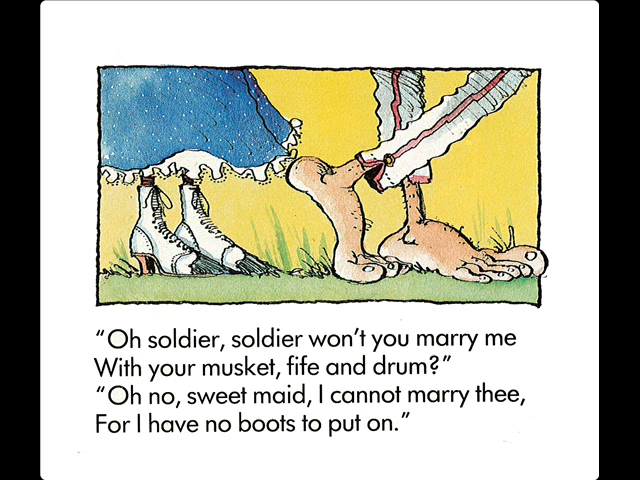 “Oh soldier, soldier won’t you marry me
With your musket, fife and drum?”
“Oh no, sweet maid, I cannot marry thee,
For I have no boots to put on.”